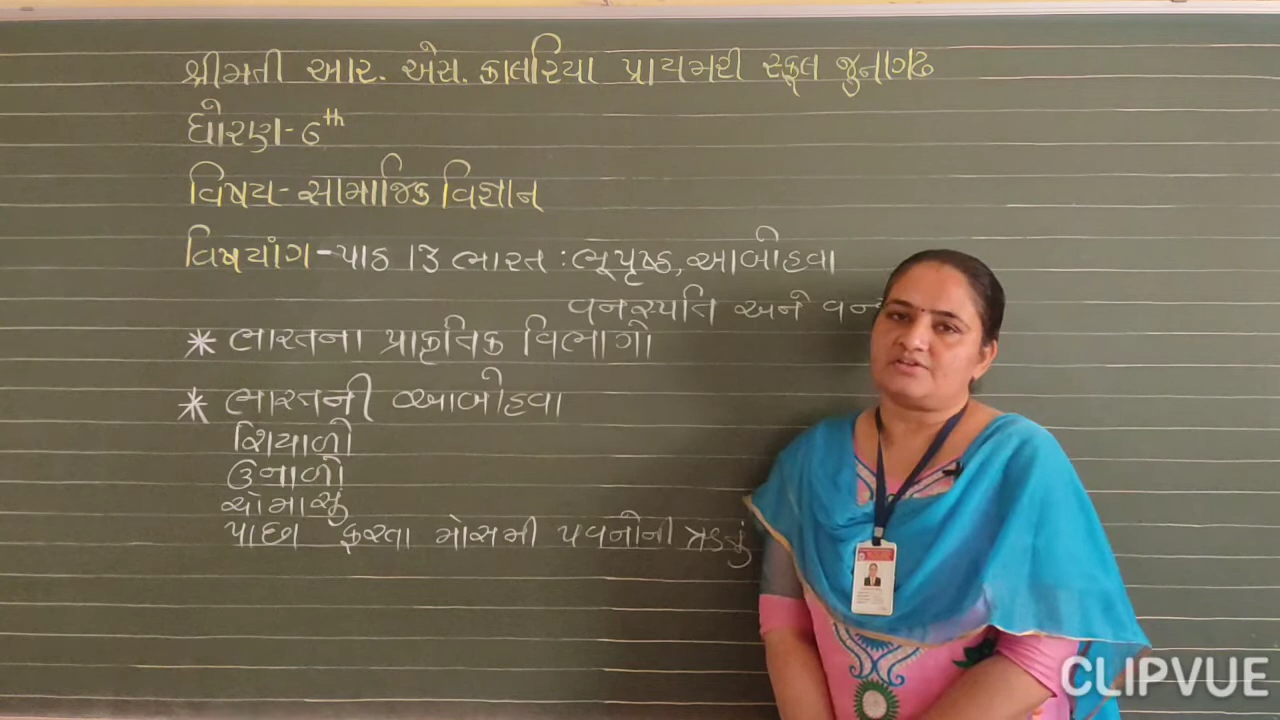 શ્રીમતી આર. એસ. કાલરિયા પ્રાયમરી સ્કૂલ જુનાગઢ
ધોરણ-6th
વિષય-સામાજિક વિજ્ઞાન
વિષયાંગ-પાઠ 13 ભારત : ભૂપૃષ્ઠ, આબોહવા
વનસ્પતિ અને
* ભારતના પ્રાકૃતિક વિભાગો
* ભારતની આબોહવા
શિયાળો
ઉનાળો
ચોમાસુ
પાછા ફરતા મોસમી પવનોની ઋતું
CLIPVUE